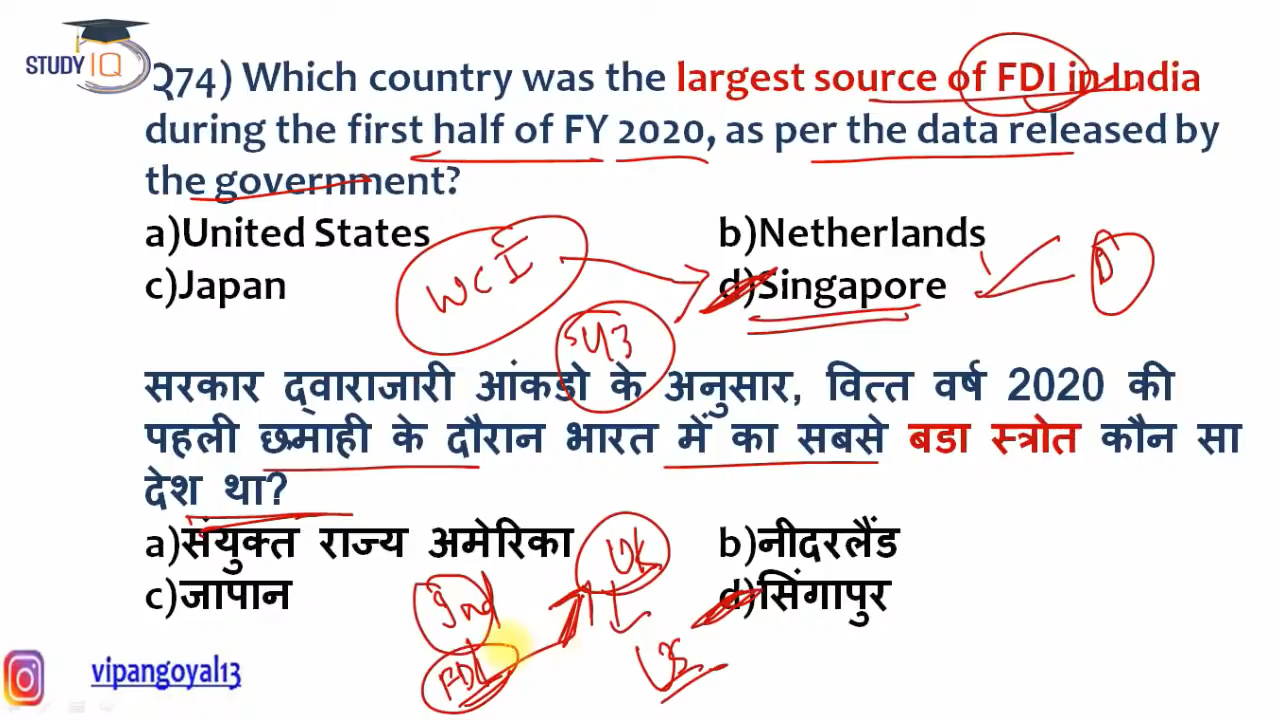 STUDY IQ
Q74) Which country was the largest source of FDI in India
during the first half of FY 2020, as per the data released by
the government?
a)United States
b)Netherlands
c)Japan
d)Singapore
WCI
सरकार द्वाराजारी आंकडो के अनुसार, वित्त वर्ष 2020 की
पहली छमाही के दौरान भारत में का सबसे बडा स्त्रोत कौन सा
देश था?
a)संयुक्त राज्य अमेरिका
b)नीदरलैंड
c)जापान
d)सिंगापुर
UK
Ind
FDI
US
vipangoyal13